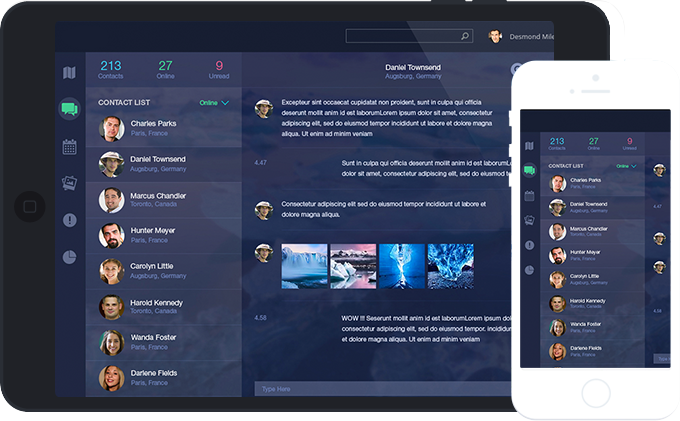 Desmond Mile
213
Contacts
27
Online
9
Unread
Daniel Townsend
Augsburg, Germany
CONTACT LIST
Online
Charles Parks
Paris, France
Daniel Townsend
Augsburg, Germany
Marcus Chandler
Toronto, Canada
Hunter Meyer
Paris, France
Carolyn Little
Augsburg, Germany
Harold Kennedy
Toronto, Canada
Wanda Foster
Paris, France
Darlene Fields
Paris, France
Excepteur sint occaecat cupidatat non proident, sunt in culpa qui
deserunt mollit anim id est laborumLorem ipsum dolor sit amet, consectetur
adipiscing elit, sed do eiusmod tempor incididunt ut labore et dolore magna
aliqua. Ut enim ad minim veniam
4.47
Sunt in culpa qui officia deserunt mollit anim id est laborumLorem
dolor sit amet, consectetur adipiscing elit, sed do eiusmod temp
Consectetur adipiscing elit, sed do eiusmod tempor incididunt ut labore et
dolore magna aliqua.
4.58
WOW !!! Seserunt mollit anim id est laborumLorem ipsum dolor
consectetur adipiscing elit, sed do eiusmod tempor. incididunt
et dolore magna aliqua. Ut enim ad minim veniam
Type Here
213
Contacts
27
Online
9
Unread
CONTACT LIST
Online
Charles Parks
Paris, France
Daniel Townsend
Augsburg, Germany
Marcus Chandler
Toronto, Canada
Hunter Meyer
Paris, France
Carolyn Little
Augsburg, Germany
Harold Kennedy
Toronto, Canada
Wanda Foster
Paris, France
Darlene Fields
Paris, France
4.47
4.58
Type Here